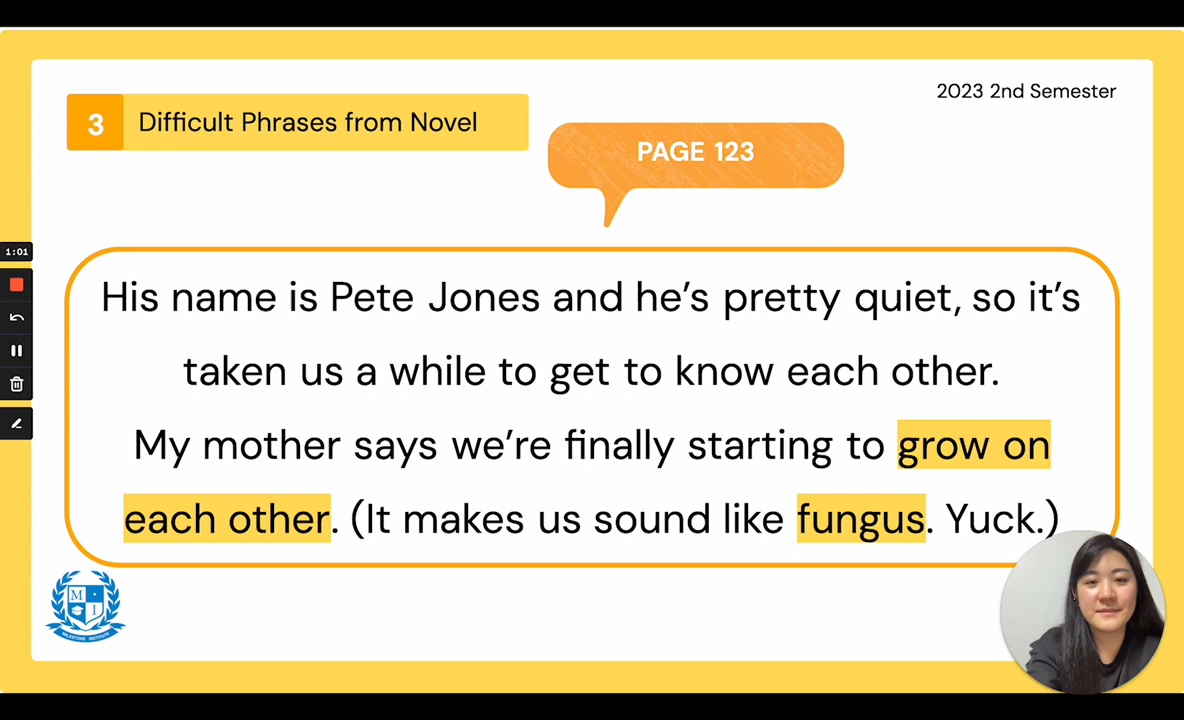 2023 2nd Semester
3 Difficult Phrases from Novel
PAGE 123
1:01
His name is Pete Jones and he's pretty quiet, so it's
taken us a while to get to know each other.
My mother says we're finally starting to grow on
each other. (It makes us sound like fungus. Yuck.)
M I
MILESTONE INSTITUTE